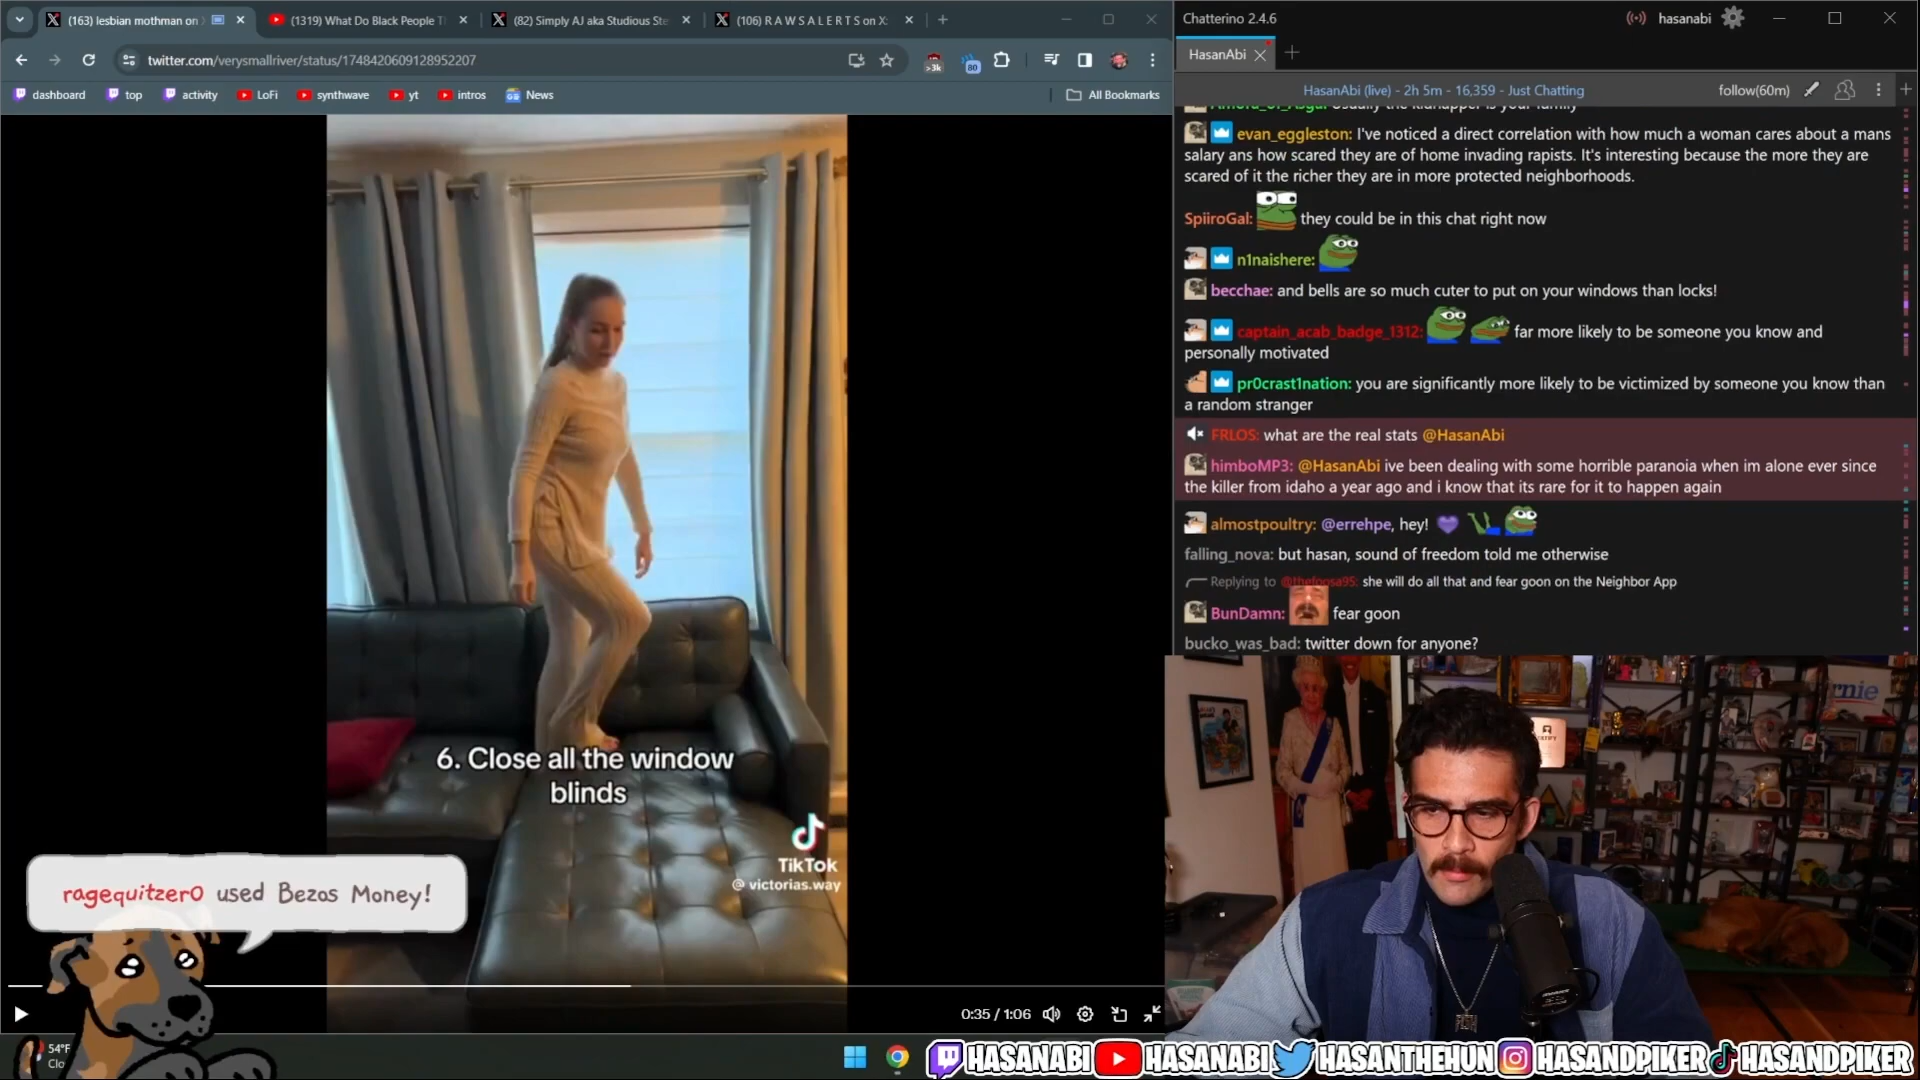 (163) lesbian mothman on
(1319) What Do Black People T
(82) Simply AJ aka Studious Ste
(106) R A W S A L E R T S on X:
twitter.com/verysmallriver/status/1748420609128952207
>3k
80
dashboard
top
activity
LoFi
synthwave
yt
intros
News
All Bookmarks
6. Close all the window
blinds
TikTok
@victorias.way
ragequitzer0 used Bezos Money!
0:35 / 1:06
54°F
Clo
Chatterino 2.4.6
hasanabi
HasanAbi
HasanAbi (live) - 2h 5m - 16,359 - Just Chatting
follow(60m)
evan_eggleston: I've noticed a direct correlation with how much a woman cares about a mans
salary ans how scared they are of home invading rapists. It's interesting because the more they are
scared of it the richer they are in more protected neighborhoods.
SpiiroGal: they could be in this chat right now
n1naishere:
becchae: and bells are so much cuter to put on your windows than locks!
captain_acab_badge_1312: far more likely to be someone you know and
personally motivated
pr0crast1nation: you are significantly more likely to be victimized by someone you know than
a random stranger
FRLOS: what are the real stats @HasanAbi
himboMP3: @HasanAbi ive been dealing with some horrible paranoia when im alone ever since
the killer from idaho a year ago and i know that its rare for it to happen again
almostpoultry: @errehpe, hey!
falling_nova: but hasan, sound of freedom told me otherwise
Replying to @thefoosa95: she will do all that and fear goon on the Neighbor App
BunDamn: fear goon
bucko_was_bad: twitter down for anyone?
HASANABI
HASANABI
HASANTHEHUN
HASANDPIKER
HASANDPIKER